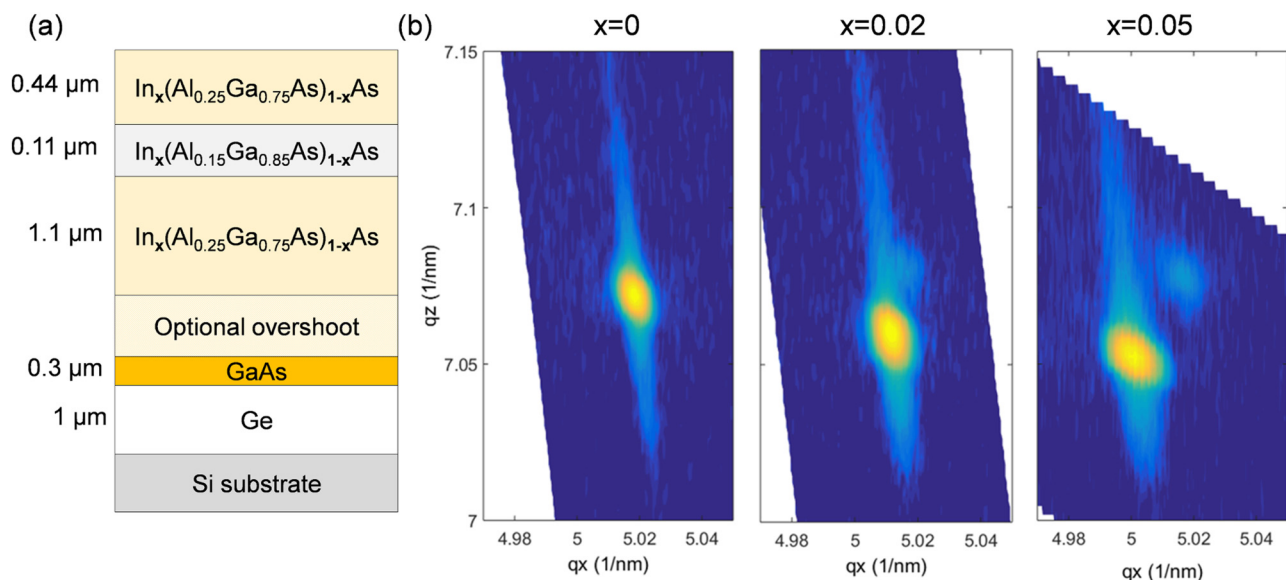 (a)
0.44 µm
Inₓ(Al₀.₂₅Ga₀.₇₅As)₁₋ₓAs
0.11 µm
Inₓ(Al₀.₁₅Ga₀.₈₅As)₁₋ₓAs
1.1 µm
Inₓ(Al₀.₂₅Ga₀.₇₅As)₁₋ₓAs
Optional overshoot
0.3 µm
GaAs
1 µm
Ge
Si substrate
(b)
x=0
x=0.02
x=0.05
7.15
7.1
7.05
7
qz (1/nm)
4.98 5 5.02 5.04
qx (1/nm)
4.98 5 5.02 5.04
qx (1/nm)
4.98 5 5.02 5.04
qx (1/nm)